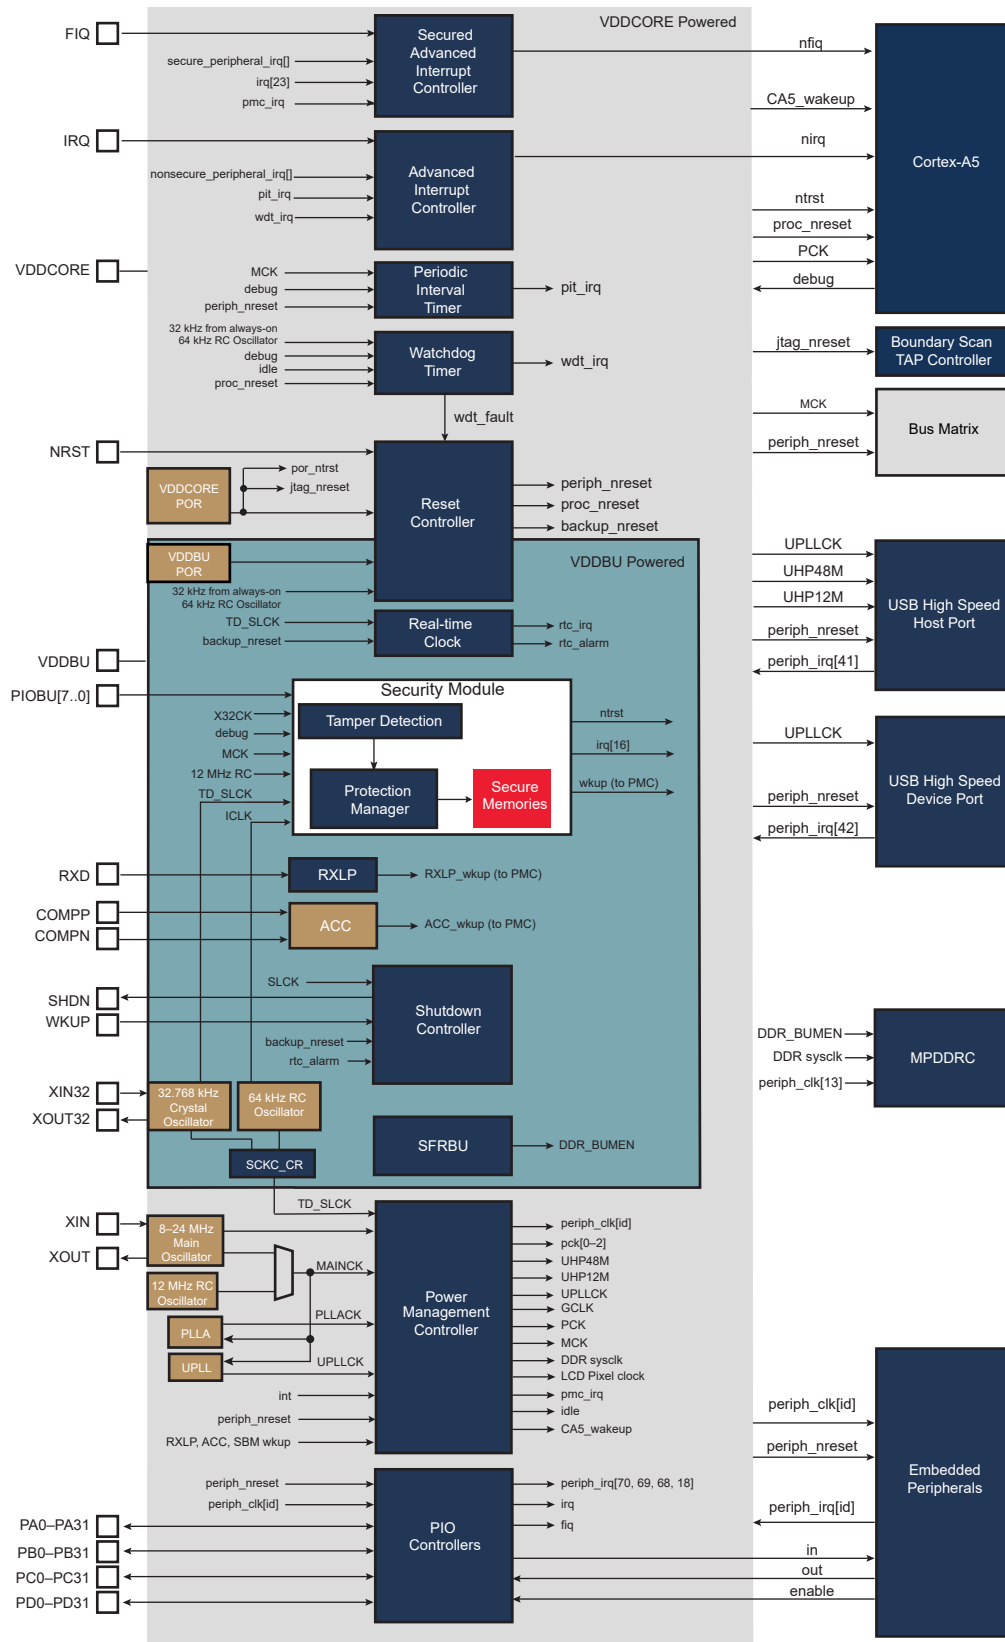 VDDCORE Powered
FIQ
secure_peripheral_irq[]
irq[23]
pmc_irq
Secured
Advanced
Interrupt
Controller
nfiq
CA5_wakeup
IRQ
nonsecure_peripheral_irq[]
pit_irq
wdt_irq
Advanced
Interrupt
Controller
nirq
Cortex-A5
ntrst
proc_nreset
PCK
debug
VDDCORE
MCK
debug
periph_nreset
Periodic
Interval
Timer
pit_irq
32 kHz from always-on
64 kHz RC Oscillator
debug
idle
proc_nreset
Watchdog
Timer
wdt_irq
wdt_fault
jtag_nreset
Boundary Scan
TAP Controller
MCK
periph_nreset
Bus Matrix
NRST
VDDCORE
POR
por_ntrst
jtag_nreset
Reset
Controller
periph_nreset
proc_nreset
backup_nreset
VDDBU
POR
VDDBU Powered
32 kHz from always-on
64 kHz RC Oscillator
TD_SLCK
backup_nreset
Real-time
Clock
rtc_irq
rtc_alarm
UPLLCK
UHP48M
UHP12M
periph_nreset
periph_irq[41]
USB High Speed
Host Port
VDDBU
PIOBU[7..0]
Security Module
X32CK
debug
MCK
12 MHz RC
TD_SLCK
ICLK
Tamper Detection
Protection
Manager
Secure
Memories
ntrst
irq[16]
wkup (to PMC)
UPLLCK
periph_nreset
periph_irq[42]
USB High Speed
Device Port
RXD
RXLP
RXLP_wkup (to PMC)
COMPP
COMPN
ACC
ACC_wkup (to PMC)
SHDN
WKUP
SLCK
backup_nreset
rtc_alarm
Shutdown
Controller
DDR_BUMEN
DDR sysclk
periph_clk[13]
MPDDRC
XIN32
XOUT32
32.768 kHz
Crystal
Oscillator
64 kHz RC
Oscillator
SCKC_CR
SFRBU
DDR_BUMEN
TD_SLCK
XIN
XOUT
8–24 MHz
Main
Oscillator
12 MHz RC
Oscillator
MAINCK
PLLACK
PLLA
UPLL
UPLLCK
int
periph_nreset
RXLP, ACC, SBM wkup
Power
Management
Controller
periph_clk[id]
pck[0–2]
UHP48M
UHP12M
UPLLCK
GCLK
PCK
MCK
DDR sysclk
LCD Pixel clock
pmc_irq
idle
CA5_wakeup
periph_nreset
periph_clk[id]
PA0–PA31
PB0–PB31
PC0–PC31
PD0–PD31
PIO
Controllers
periph_irq[70, 69, 68, 18]
irq
fiq
periph_clk[id]
periph_nreset
periph_irq[id]
in
out
enable
Embedded
Peripherals